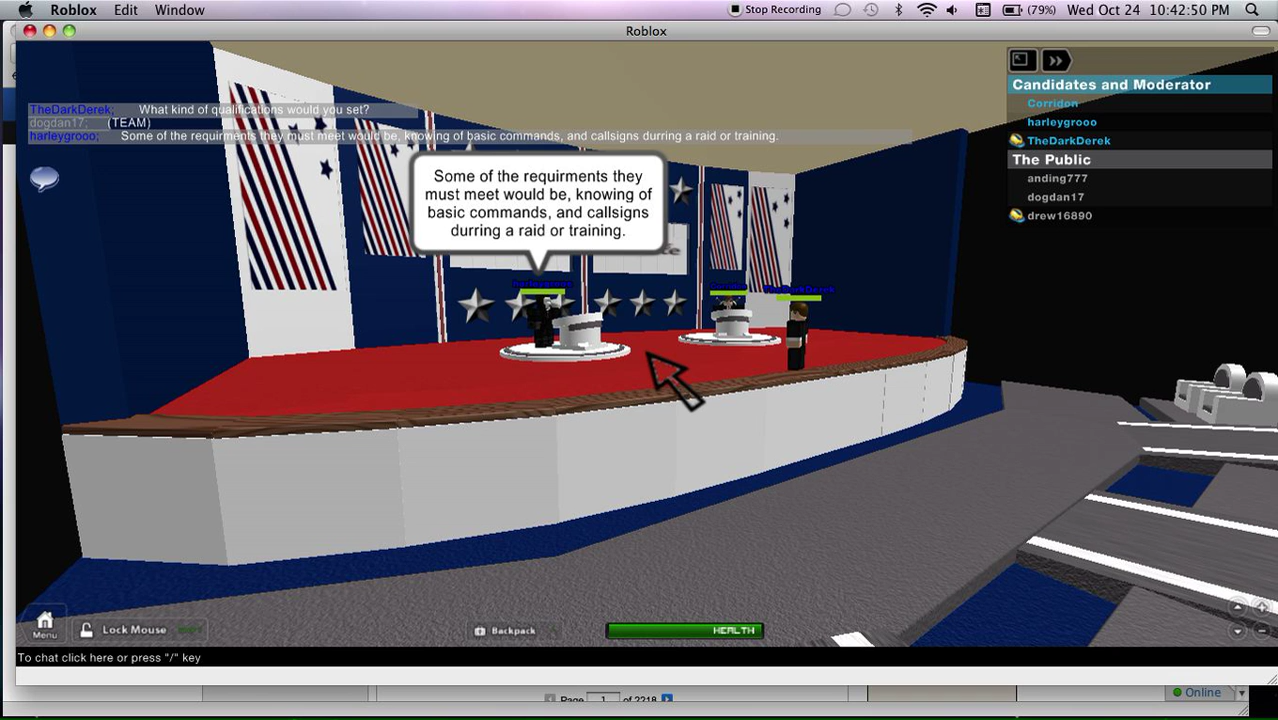 Roblox Edit Window Stop Recording (79%) Wed Oct 24 10:42:50 PM
Roblox
Candidates and Moderator
Corridon
harleygrooo
TheDarkDerek
The Public
anding777
dogdan17
drew16890
TheDarkDerek; What kind of qualifications would you set?
dogdan17; (TEAM)
harleygrooo; Some of the requirments they must meet would be, knowing of basic commands, and callsigns durring a raid or training.
Some of the requirments they
must meet would be, knowing of
basic commands, and callsigns
durring a raid or training.
harleygrooo
Corridon
TheDarkDerek
Menu
Lock Mouse
Backpack
HEALTH
To chat click here or press "/" key
Page 1 of 2218
Online